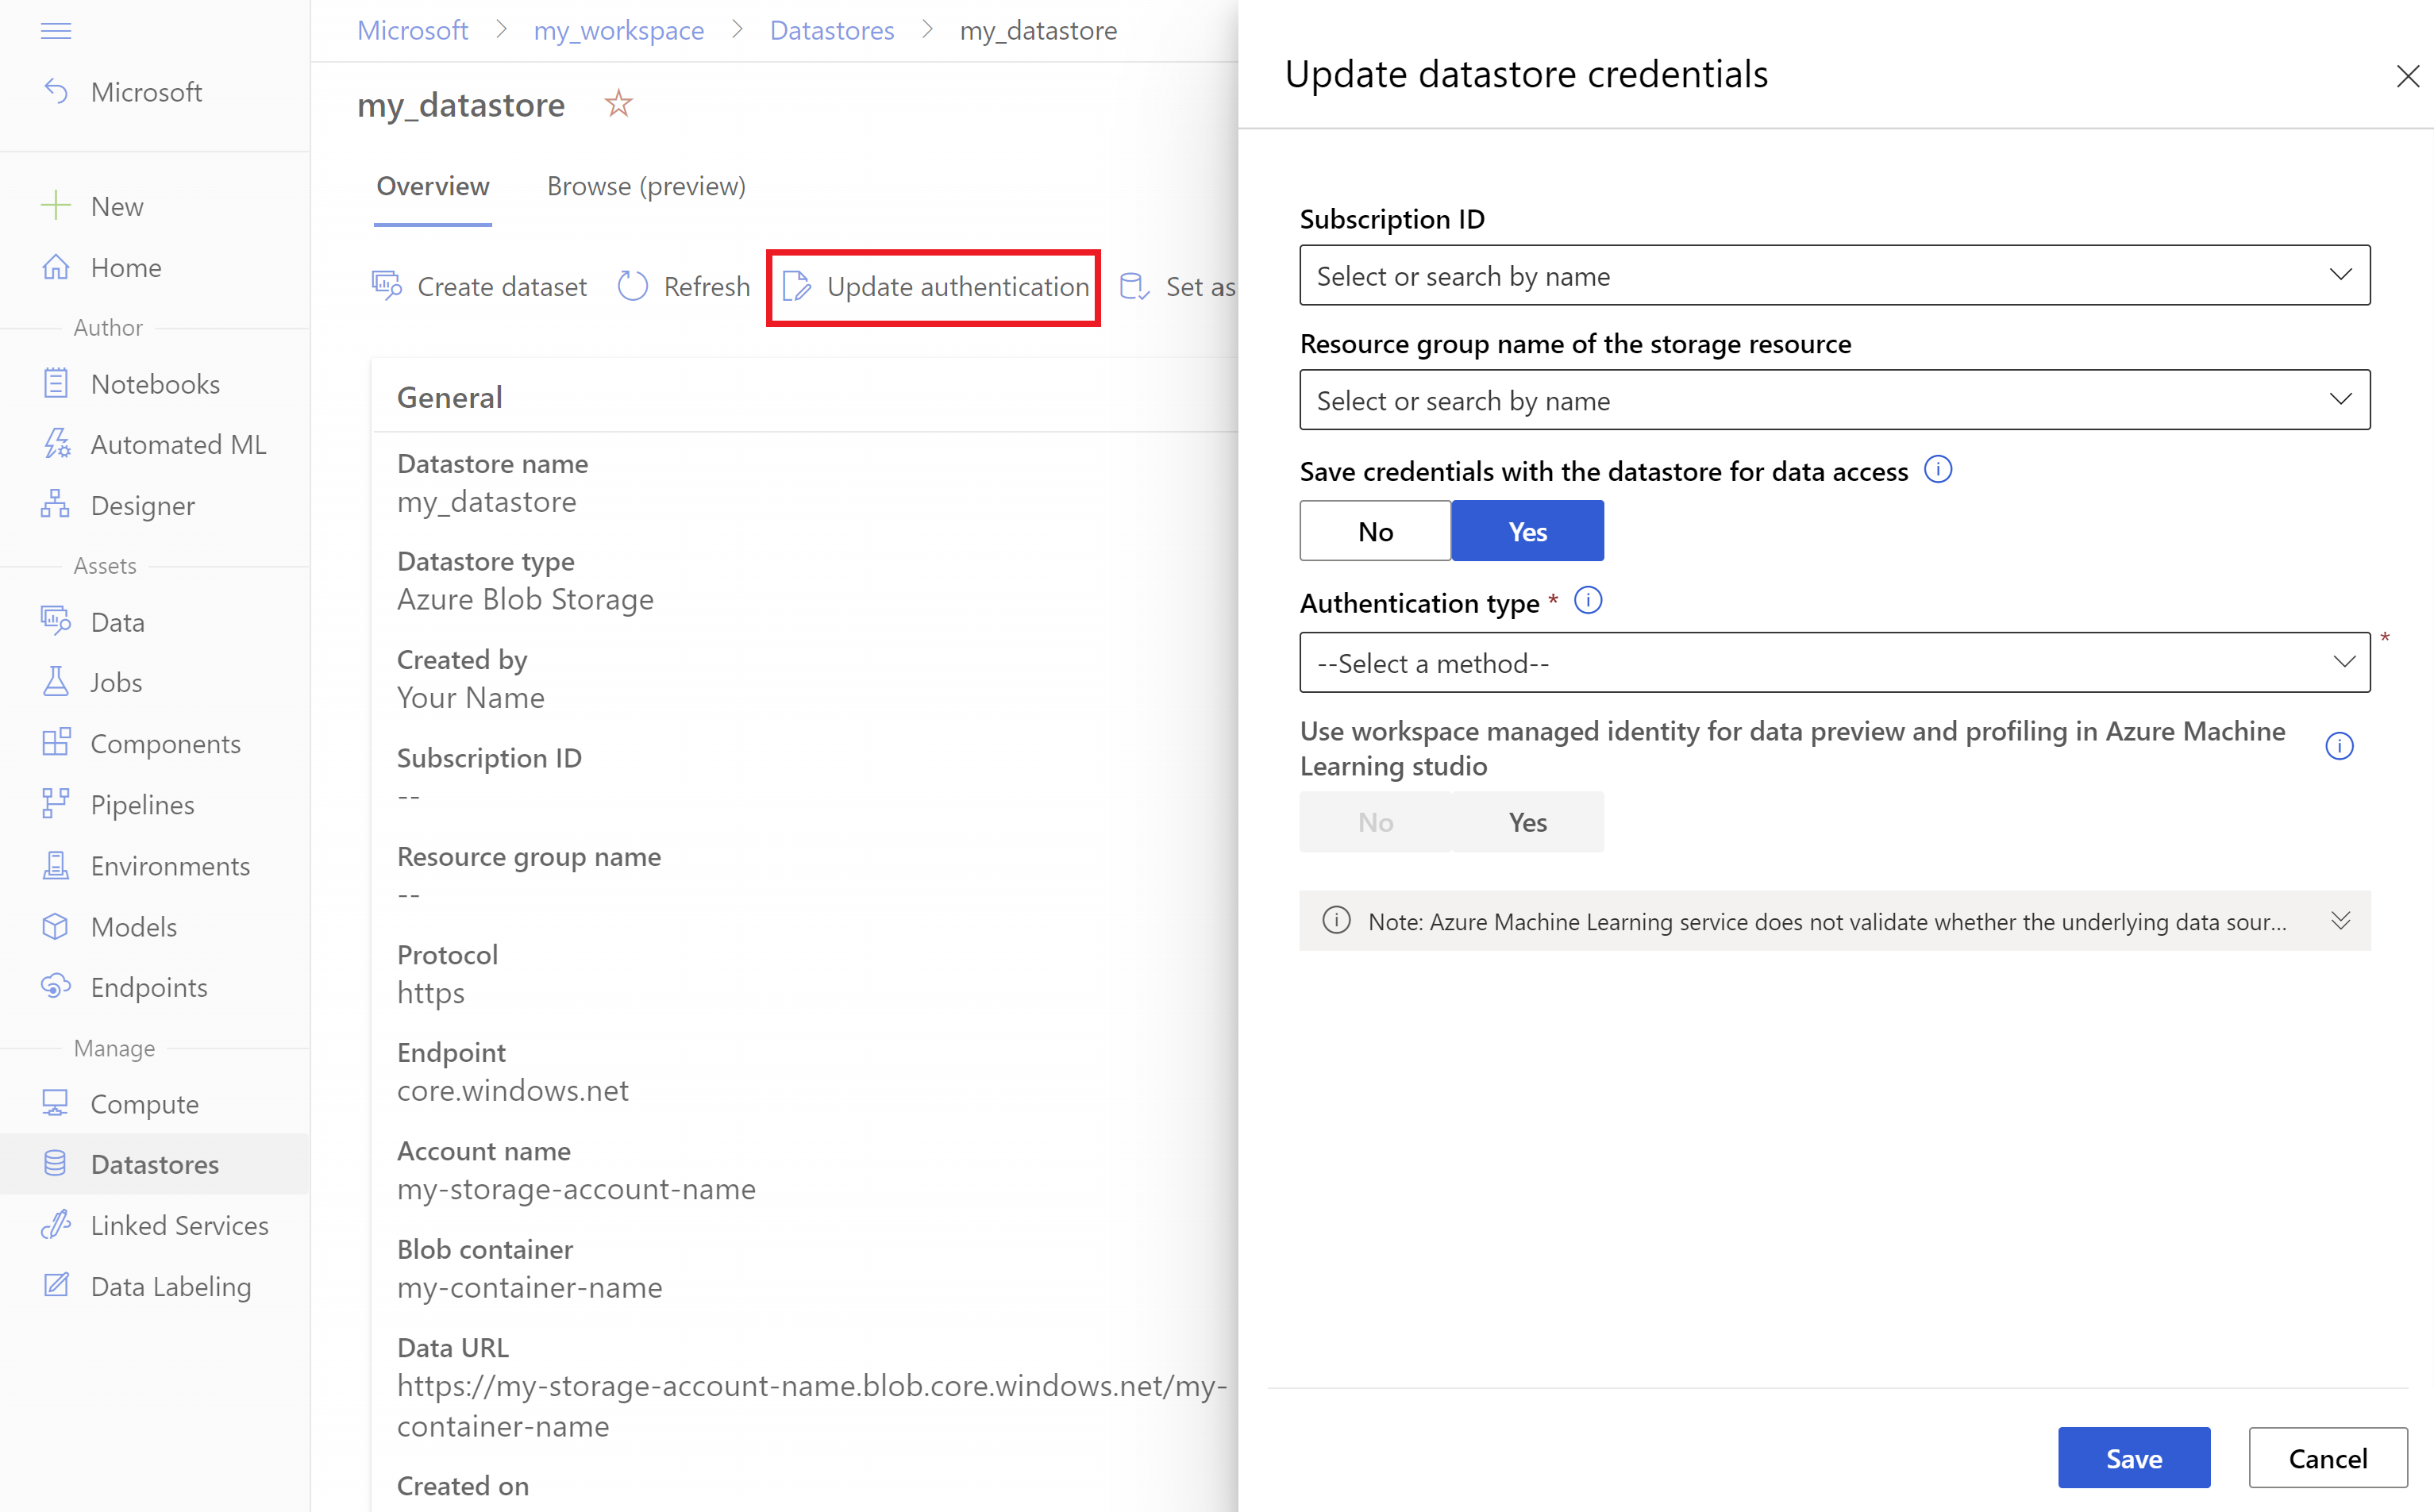 Microsoft
New
Home
Author
Notebooks
Automated ML
Designer
Assets
Data
Jobs
Components
Pipelines
Environments
Models
Endpoints
Manage
Compute
Datastores
Linked Services
Data Labeling
Microsoft > my_workspace > Datastores > my_datastore
my_datastore
Overview Browse (preview)
Create dataset Refresh Update authentication Set as
General
Datastore name
my_datastore
Datastore type
Azure Blob Storage
Created by
Your Name
Subscription ID
--
Resource group name
--
Protocol
https
Endpoint
core.windows.net
Account name
my-storage-account-name
Blob container
my-container-name
Data URL
https://my-storage-account-name.blob.core.windows.net/my-
container-name
Created on
Update datastore credentials
Subscription ID
Select or search by name
Resource group name of the storage resource
Select or search by name
Save credentials with the datastore for data access
No Yes
Authentication type *
--Select a method-- *
Use workspace managed identity for data preview and profiling in Azure Machine
Learning studio
No Yes
Note: Azure Machine Learning service does not validate whether the underlying data sour...
Save Cancel